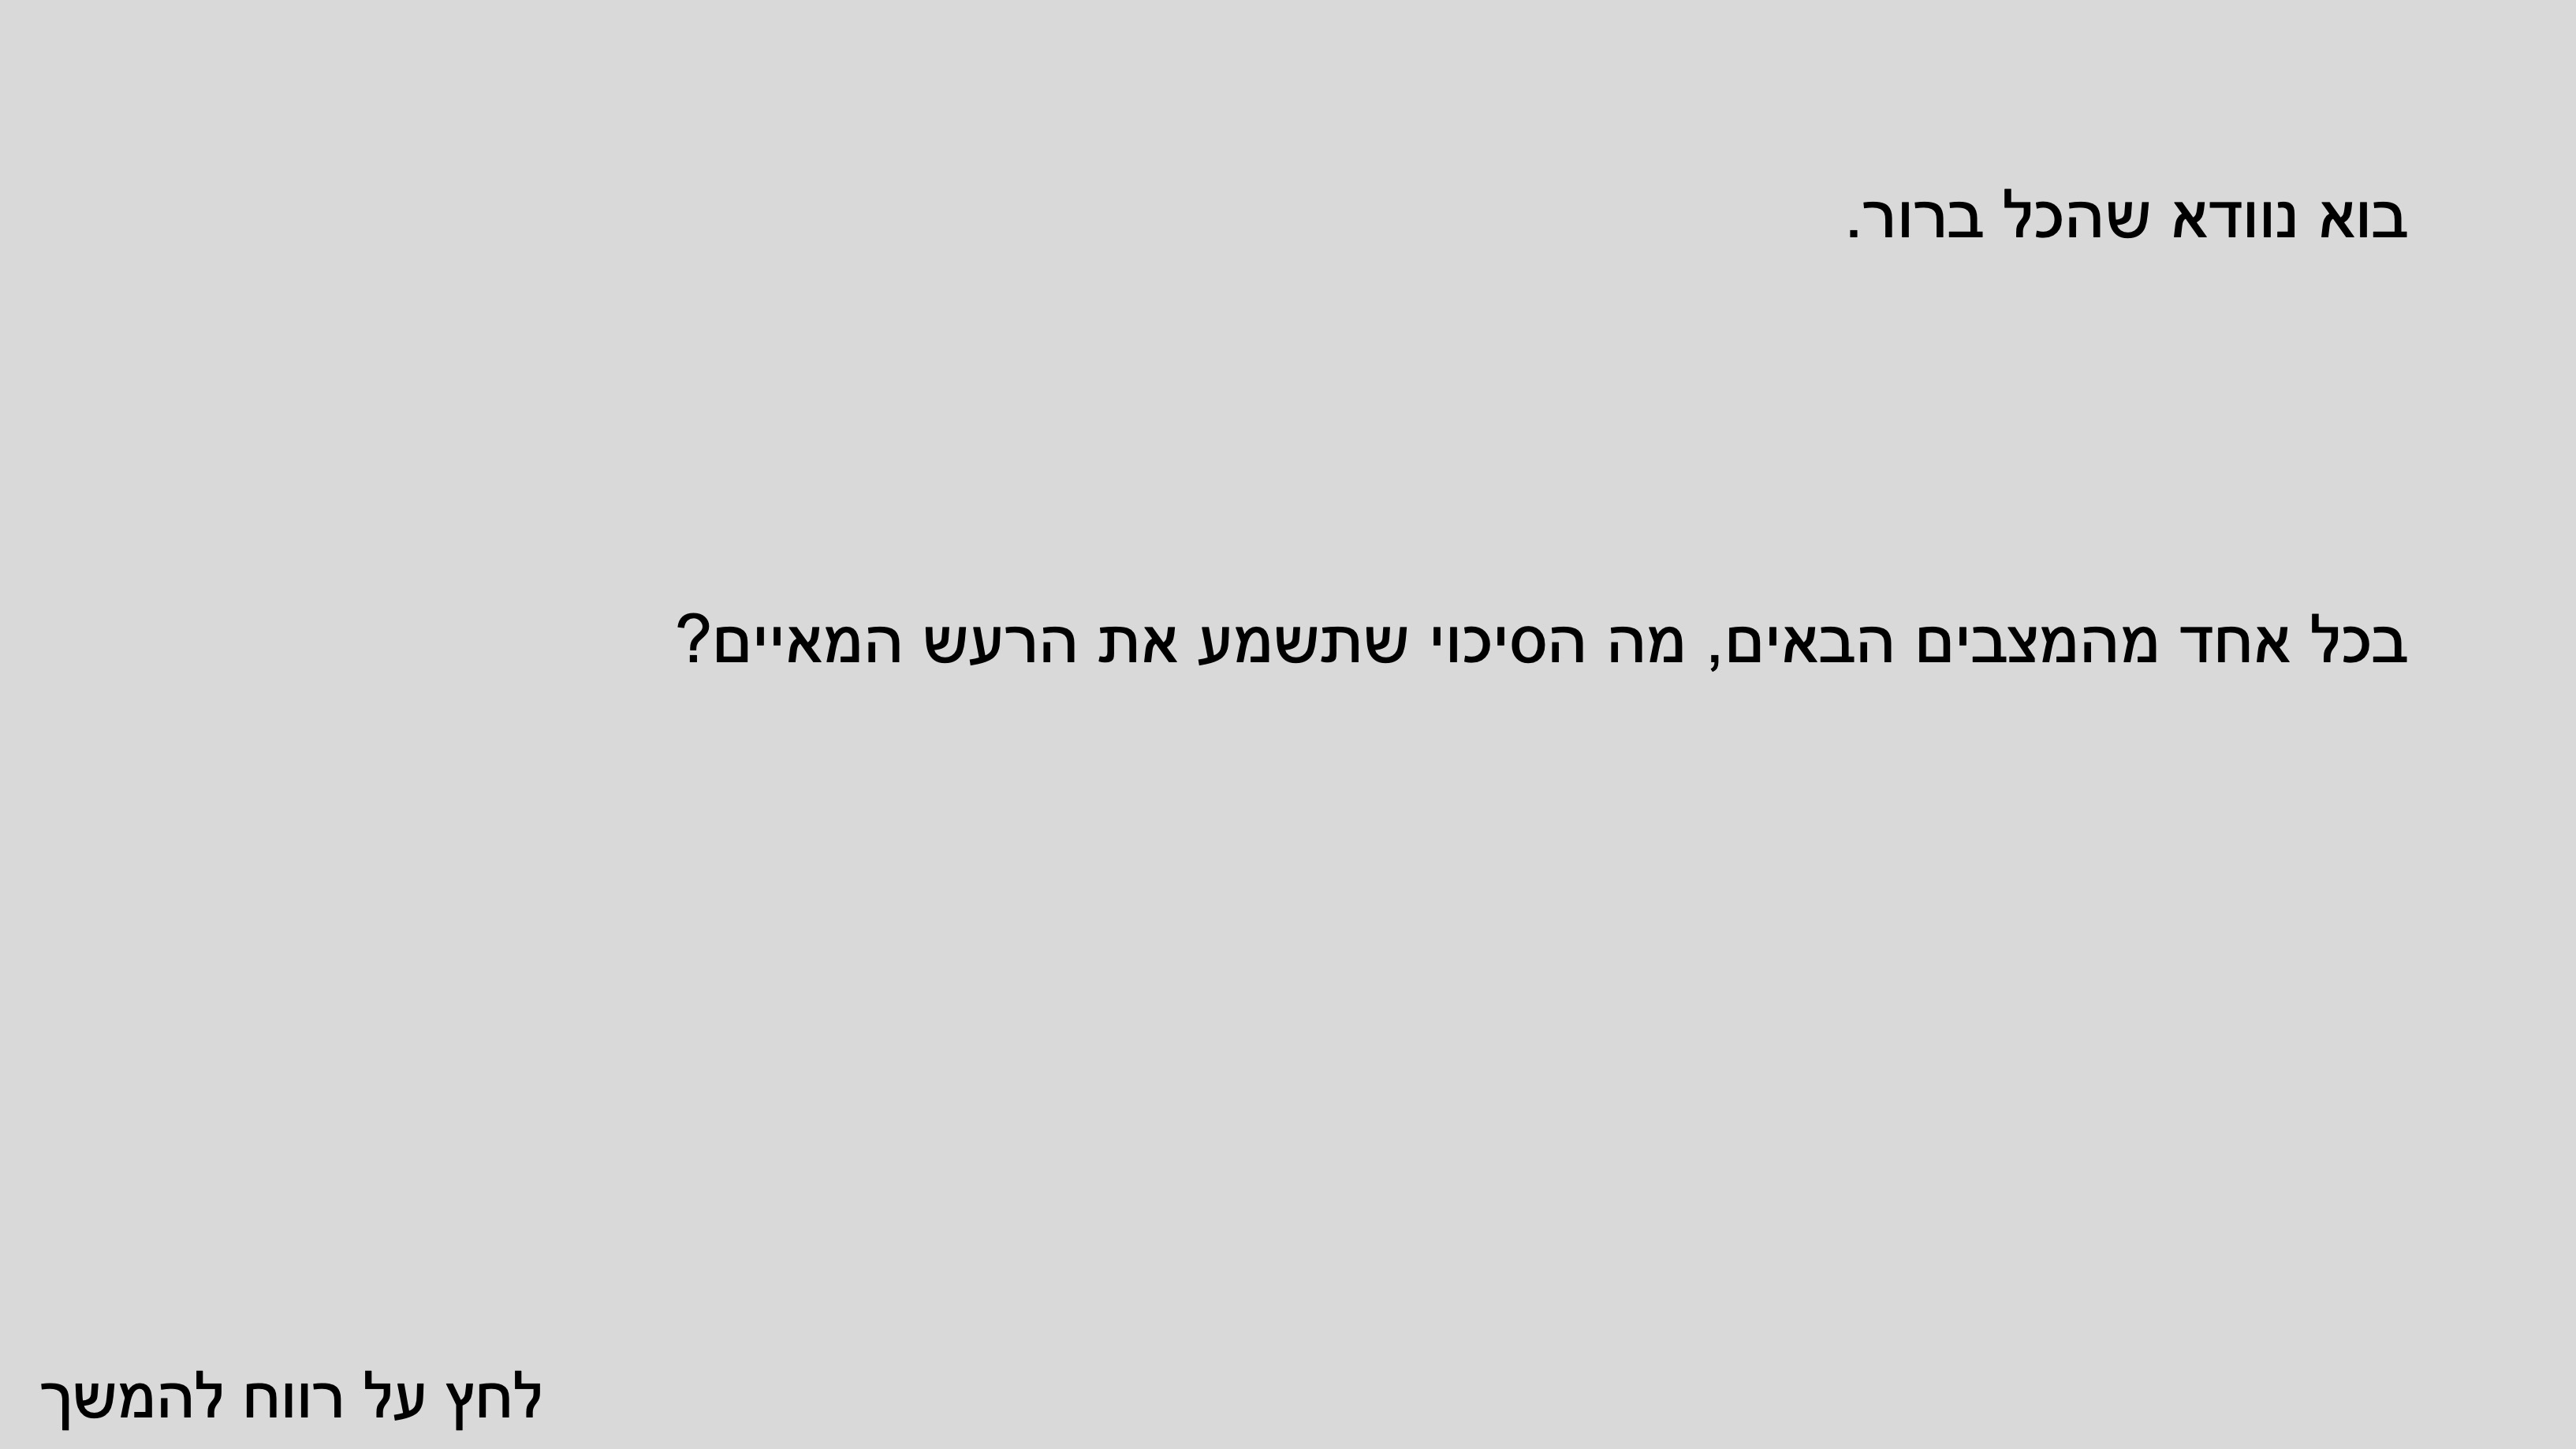 בוא נוודא שהכל ברור.
בכל אחד מהמצבים הבאים, מה הסיכוי שתשמע את הרעש המאיים?
לחץ על רווח להמשך